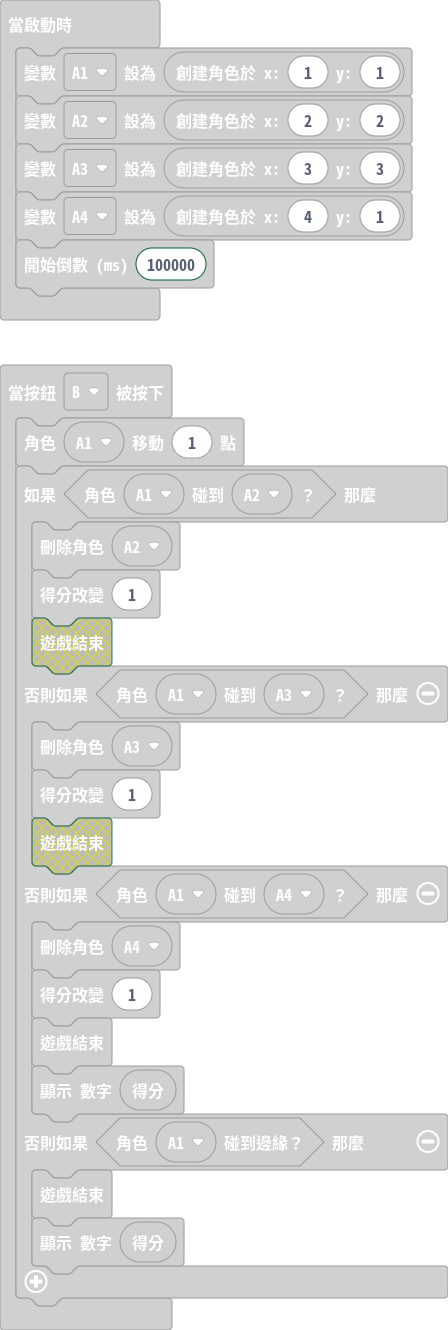 當啟動時
變數 A1 設為 創建角色於 x: 1 y: 1
變數 A2 設為 創建角色於 x: 2 y: 2
變數 A3 設為 創建角色於 x: 3 y: 3
變數 A4 設為 創建角色於 x: 4 y: 1
開始倒數 (ms) 100000
當按鈕 B 被按下
角色 A1 移動 1 點
如果 角色 A1 碰到 A2 ? 那麼
刪除角色 A2
得分改變 1
遊戲結束
否則如果 角色 A1 碰到 A3 ? 那麼
刪除角色 A3
得分改變 1
遊戲結束
否則如果 角色 A1 碰到 A4 ? 那麼
刪除角色 A4
得分改變 1
遊戲結束
顯示 數字 得分
否則如果 角色 A1 碰到邊緣? 那麼
遊戲結束
顯示 數字 得分